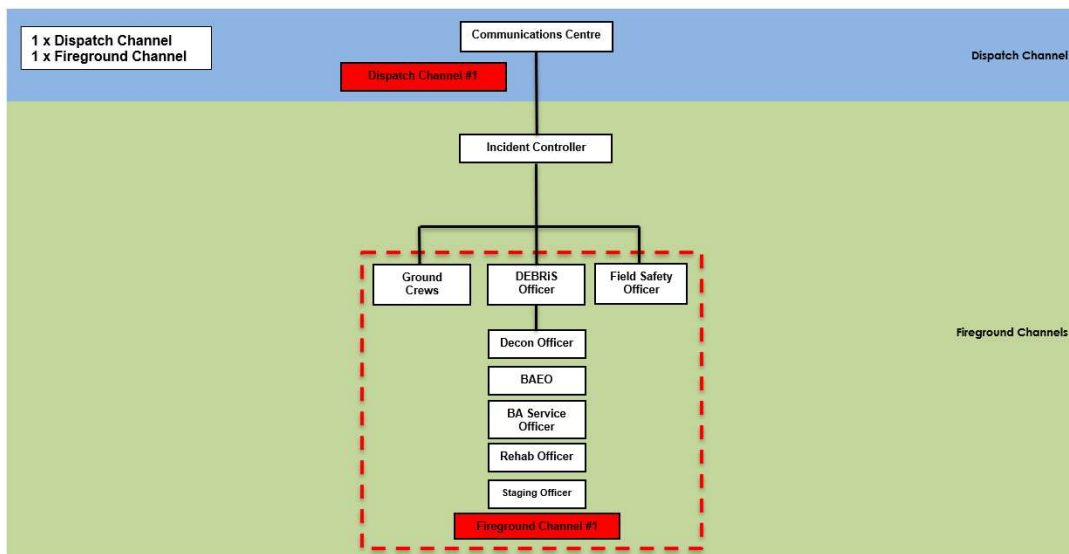 1 x Dispatch Channel
1 x Fireground Channel
Communications Centre
Dispatch Channel
Dispatch Channel #1
Incident Controller
Ground
Crews
DEBRiS
Officer
Field Safety
Officer
Decon Officer
Fireground Channels
BAEO
BA Service
Officer
Rehab Officer
Staging Officer
Fireground Channel #1